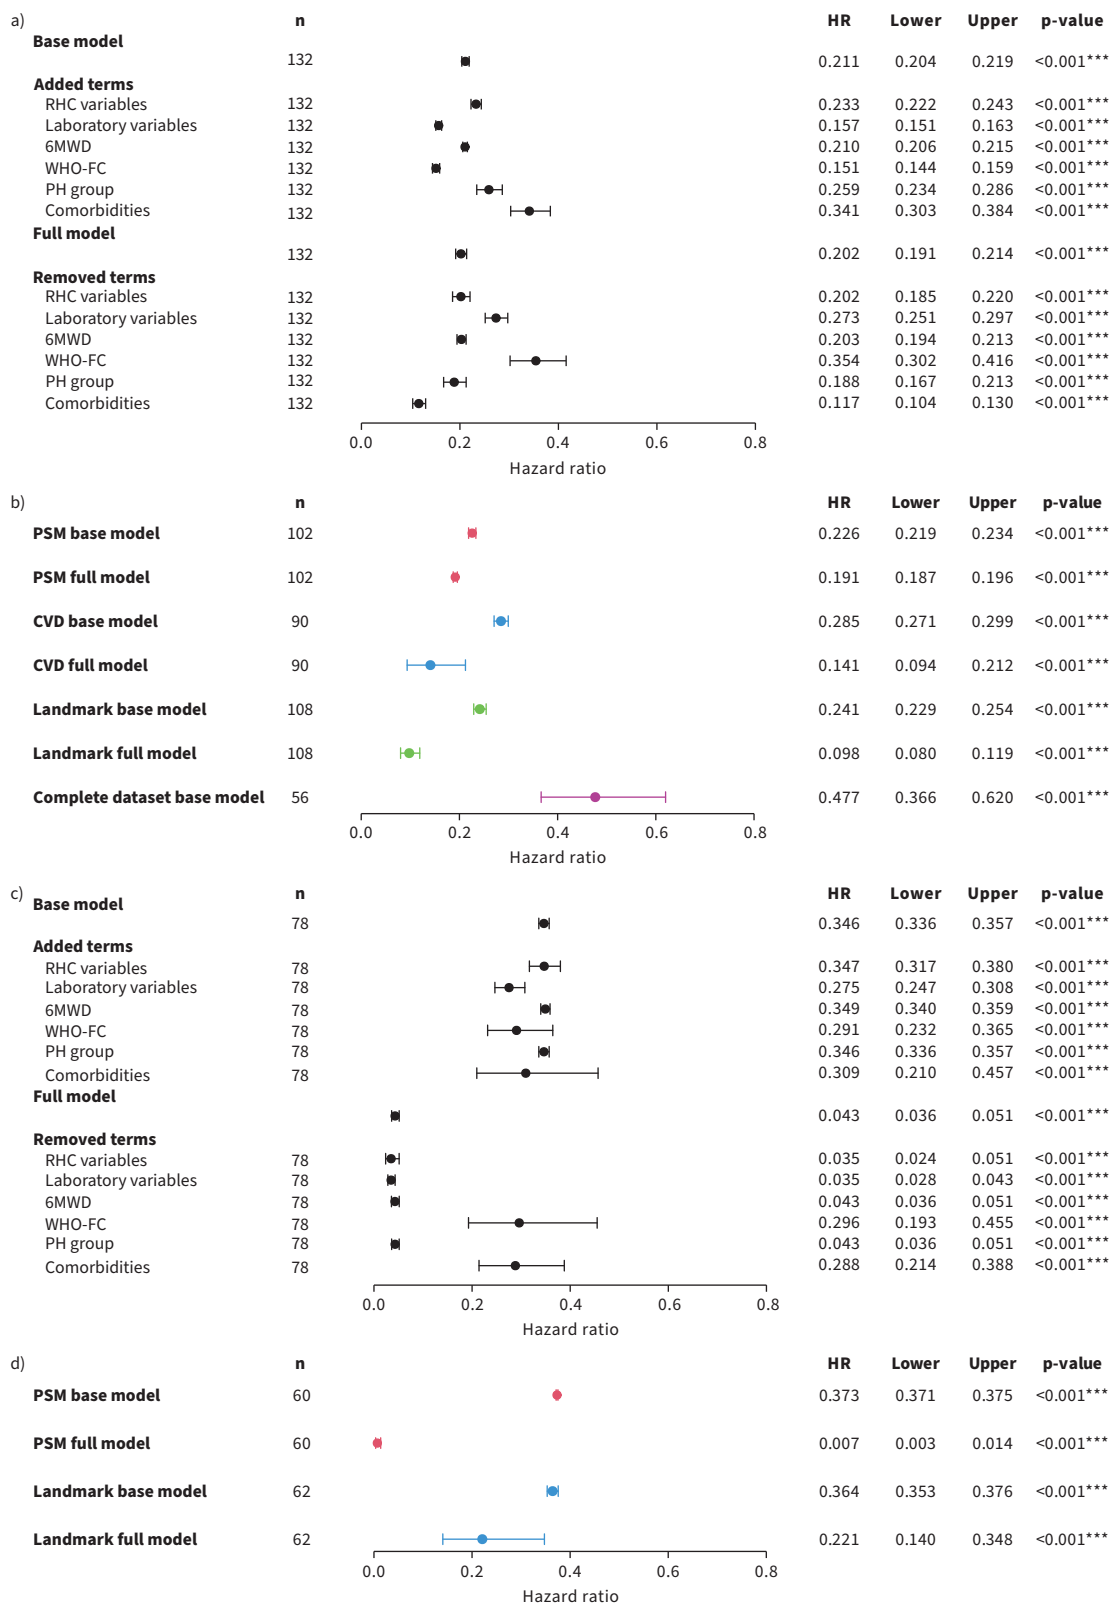 a) n HR Lower Upper p-value
Base model
132 0.211 0.204 0.219 <0.001***
Added terms
RHC variables 132 0.233 0.222 0.243 <0.001***
Laboratory variables 132 0.157 0.151 0.163 <0.001***
6MWD 132 0.210 0.206 0.215 <0.001***
WHO-FC 132 0.151 0.144 0.159 <0.001***
PH group 132 0.259 0.234 0.286 <0.001***
Comorbidities 132 0.341 0.303 0.384 <0.001***
Full model
132 0.202 0.191 0.214 <0.001***
Removed terms
RHC variables 132 0.202 0.185 0.220 <0.001***
Laboratory variables 132 0.273 0.251 0.297 <0.001***
6MWD 132 0.203 0.194 0.213 <0.001***
WHO-FC 132 0.354 0.302 0.416 <0.001***
PH group 132 0.188 0.167 0.213 <0.001***
Comorbidities 132 0.117 0.104 0.130 <0.001***
0.0 0.2 0.4 0.6 0.8
Hazard ratio
b) n HR Lower Upper p-value
PSM base model 102 0.226 0.219 0.234 <0.001***
PSM full model 102 0.191 0.187 0.196 <0.001***
CVD base model 90 0.285 0.271 0.299 <0.001***
CVD full model 90 0.141 0.094 0.212 <0.001***
Landmark base model 108 0.241 0.229 0.254 <0.001***
Landmark full model 108 0.098 0.080 0.119 <0.001***
Complete dataset base model 56 0.477 0.366 0.620 <0.001***
0.0 0.2 0.4 0.6 0.8
Hazard ratio
c) n HR Lower Upper p-value
Base model
78 0.346 0.336 0.357 <0.001***
Added terms
RHC variables 78 0.347 0.317 0.380 <0.001***
Laboratory variables 78 0.275 0.247 0.308 <0.001***
6MWD 78 0.349 0.340 0.359 <0.001***
WHO-FC 78 0.291 0.232 0.365 <0.001***
PH group 78 0.346 0.336 0.357 <0.001***
Comorbidities 78 0.309 0.210 0.457 <0.001***
Full model
0.043 0.036 0.051 <0.001***
Removed terms
RHC variables 78 0.035 0.024 0.051 <0.001***
Laboratory variables 78 0.035 0.028 0.043 <0.001***
6MWD 78 0.043 0.036 0.051 <0.001***
WHO-FC 78 0.296 0.193 0.455 <0.001***
PH group 78 0.043 0.036 0.051 <0.001***
Comorbidities 78 0.288 0.214 0.388 <0.001***
0.0 0.2 0.4 0.6 0.8
Hazard ratio
d) n HR Lower Upper p-value
PSM base model 60 0.373 0.371 0.375 <0.001***
PSM full model 60 0.007 0.003 0.014 <0.001***
Landmark base model 62 0.364 0.353 0.376 <0.001***
Landmark full model 62 0.221 0.140 0.348 <0.001***
0.0 0.2 0.4 0.6 0.8
Hazard ratio